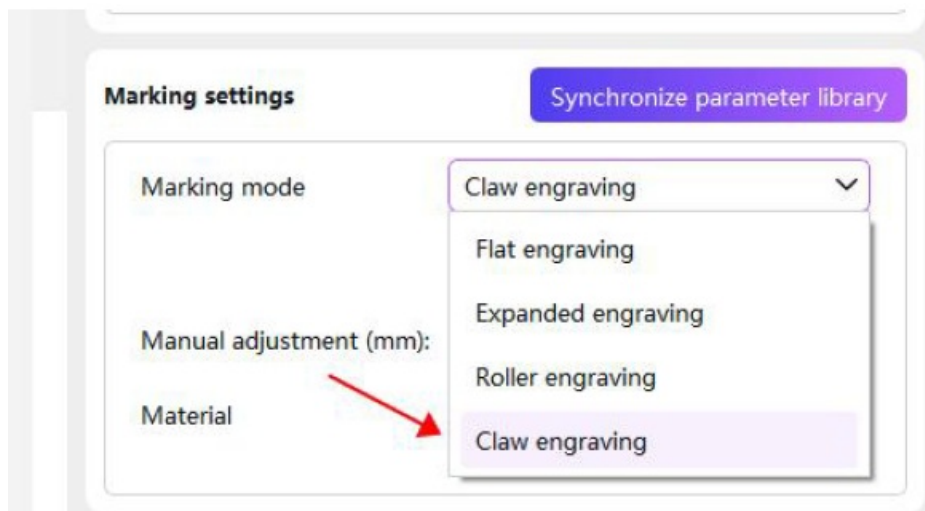 Marking settings
Synchronize parameter library
Marking mode
Claw engraving
Flat engraving
Expanded engraving
Manual adjustment (mm):
Roller engraving
Material
Claw engraving